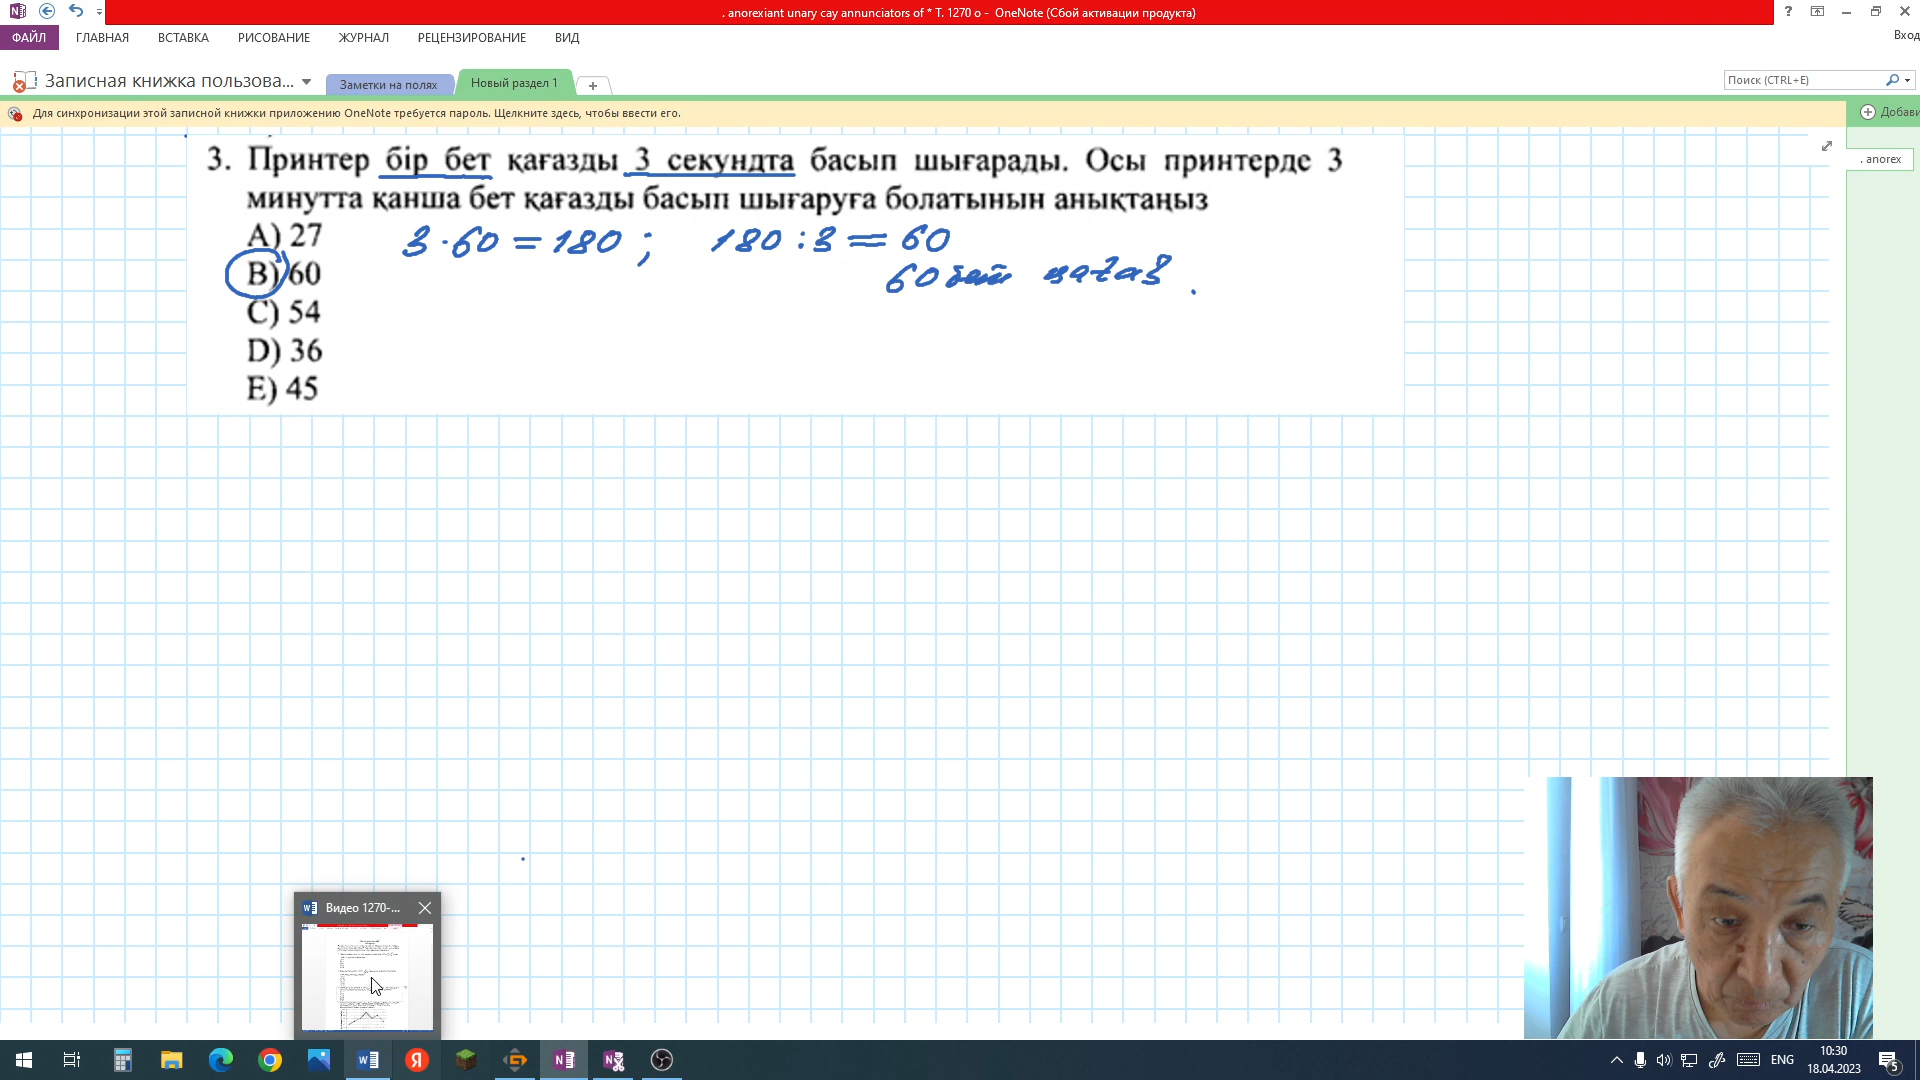 . anorexiant unary cay annunciators of * T. 1270 o - OneNote (Сбой активации продукта)
ФАЙЛ ГЛАВНАЯ ВСТАВКА РИСОВАНИЕ ЖУРНАЛ РЕЦЕНЗИРОВАНИЕ ВИД
Вход
Записная книжка пользова... Заметки на полях Новый раздел 1
Поиск (CTRL+E)
Для синхронизации этой записной книжки приложению OneNote требуется пароль. Щелкните здесь, чтобы ввести его.
Добави
. anorex
3. Принтер бір бет қағазды 3 секундта басып шығарады. Осы принтерде 3
минутта қанша бет қағазды басып шығаруға болатынын анықтаңыз
A) 27
3 · 60 = 180 ; 180 : 3 = 60
B) 60
60 бет қағаз .
C) 54
D) 36
E) 45
Видео 1270-...
ENG
10:30
18.04.2023
5